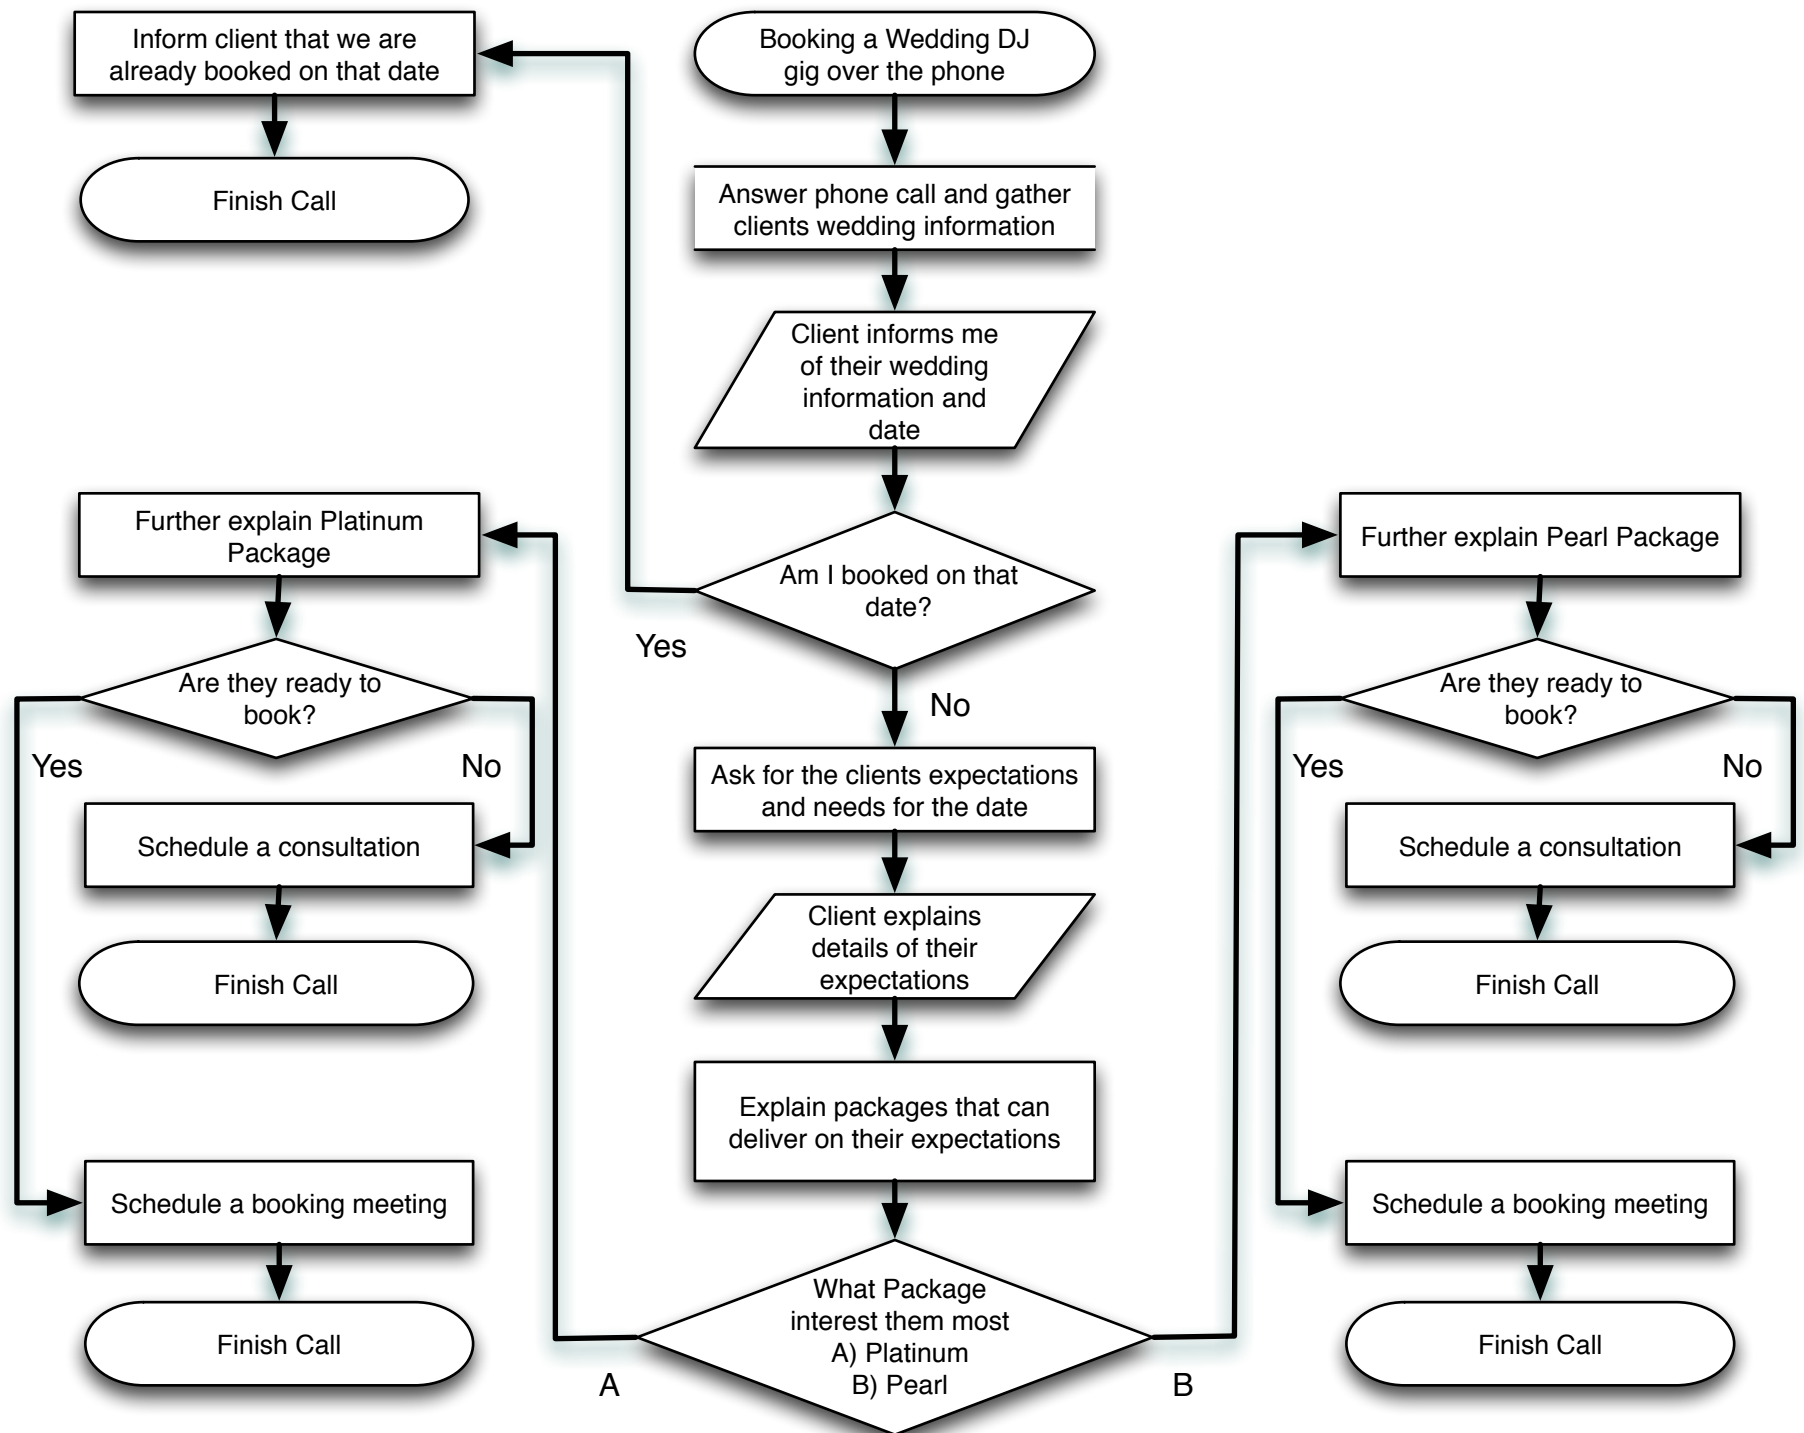 Booking a Wedding DJ
gig over the phone
Answer phone call and gather
clients wedding information
Client informs me
of their wedding
information and
date
Am I booked on that
date?
Yes
No
Inform client that we are
already booked on that date
Finish Call
Ask for the clients expectations
and needs for the date
Client explains
details of their
expectations
Explain packages that can
deliver on their expectations
What Package
interest them most
A) Platinum
B) Pearl
A
B
Further explain Platinum
Package
Are they ready to
book?
Yes
No
Schedule a consultation
Finish Call
Schedule a booking meeting
Finish Call
Further explain Pearl Package
Are they ready to
book?
Yes
No
Schedule a consultation
Finish Call
Schedule a booking meeting
Finish Call